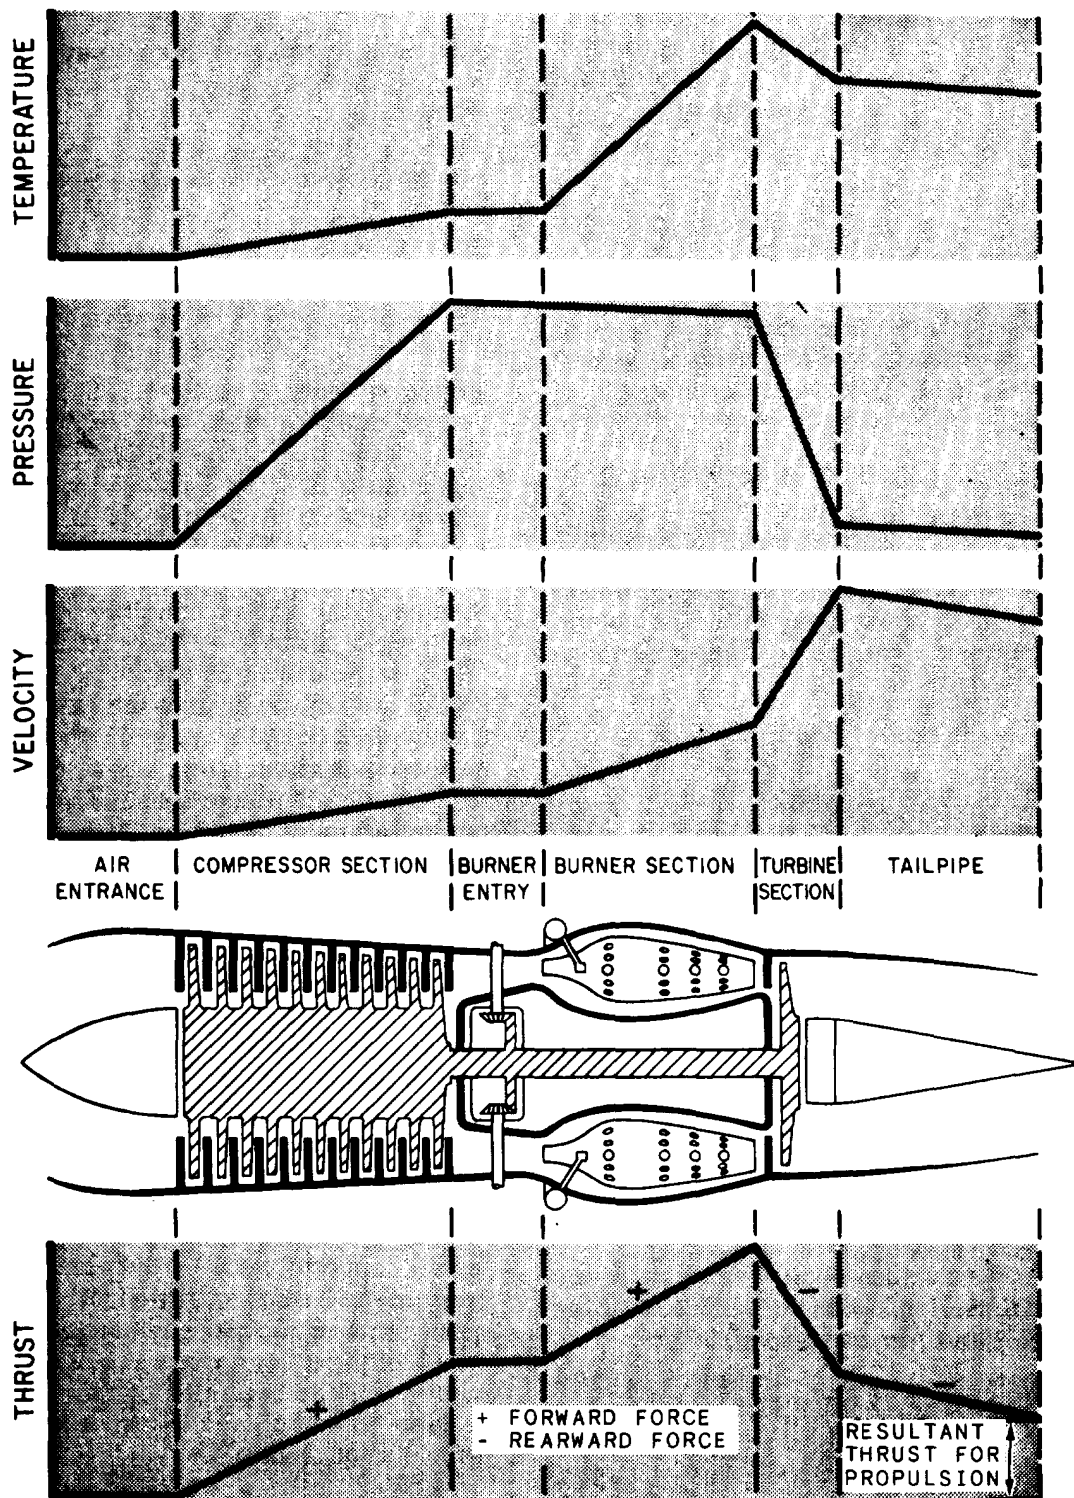 TEMPERATURE
PRESSURE
VELOCITY
AIR
ENTRANCE
COMPRESSOR SECTION
BURNER
ENTRY
BURNER SECTION
TURBINE
SECTION
TAILPIPE
THRUST
+
+
-
-
+ FORWARD FORCE
- REARWARD FORCE
RESULTANT
THRUST FOR
PROPULSION